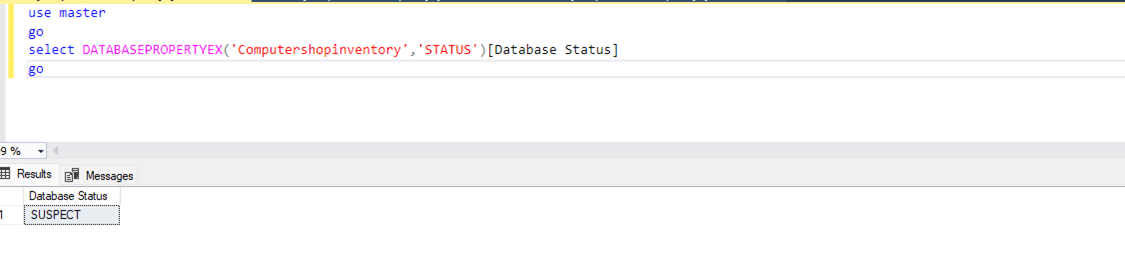 use master
go
select DATABASEPROPERTYEX('Computershopinventory','STATUS')[Database Status]
go
9 %
Results Messages
Database Status
1 SUSPECT